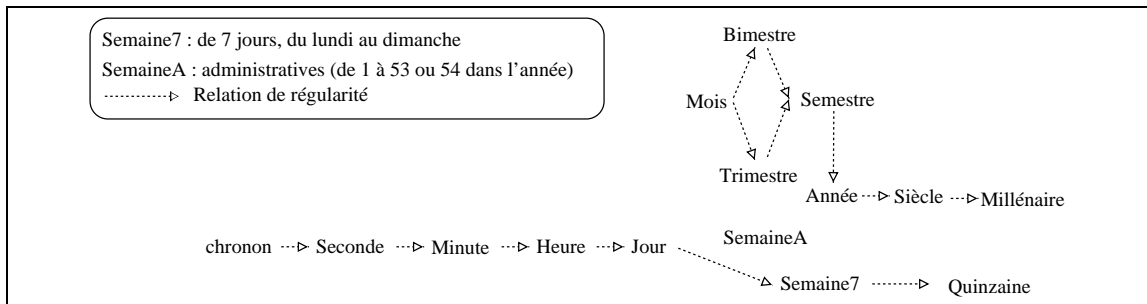 Semaine7 : de 7 jours, du lundi au dimanche
SemaineA : administratives (de 1 à 53 ou 54 dans l'année)
Relation de régularité
Bimestre
Mois
Semestre
Trimestre
Année
Siècle
Millénaire
SemaineA
chronon
Seconde
Minute
Heure
Jour
Semaine7
Quinzaine